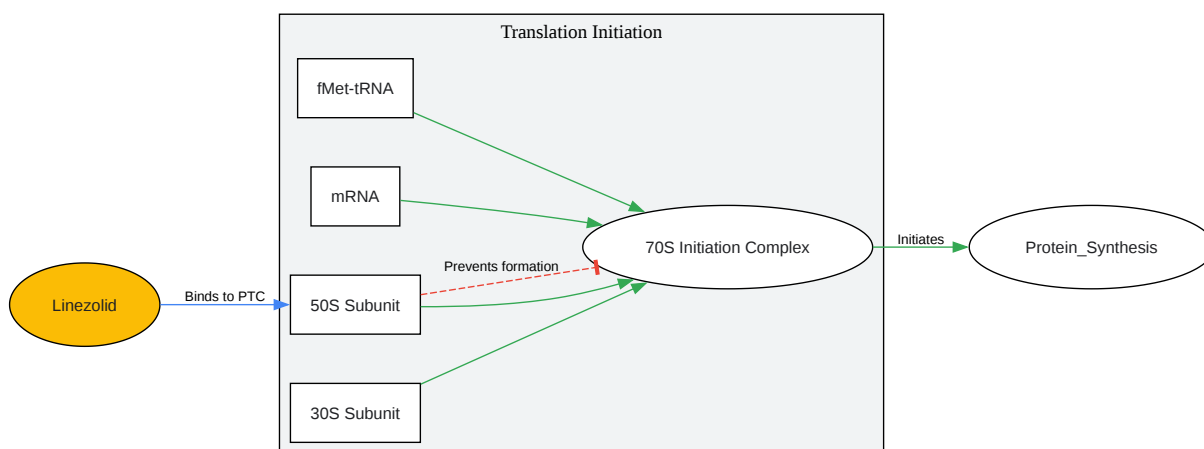 Translation Initiation
fMet-tRNA
mRNA
Prevents formation
70S Initiation Complex
Initiates
Protein_Synthesis
Linezolid
Binds to PTC
50S Subunit
30S Subunit